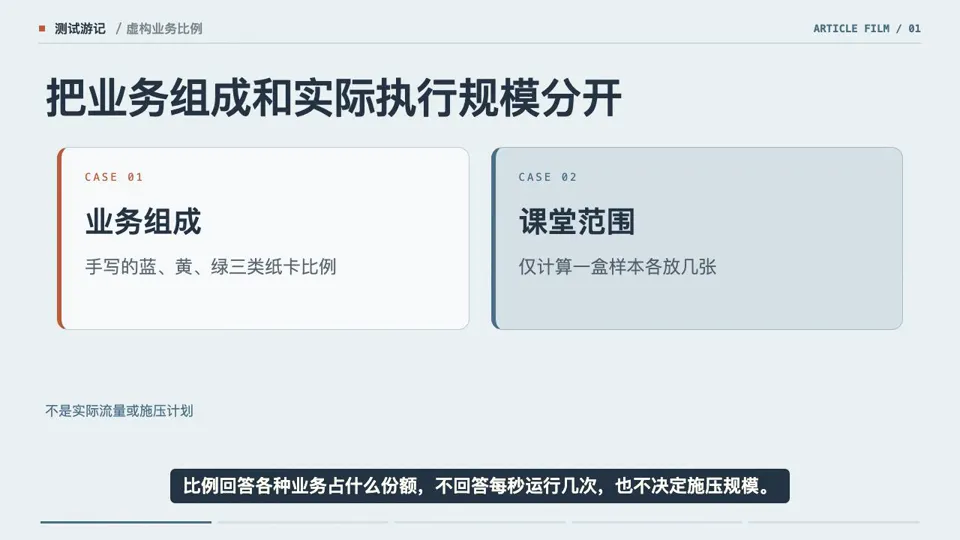 测试游记 / 虚构业务比例
ARTICLE FILM / 01
把业务组成和实际执行规模分开
CASE 01
业务组成
手写的蓝、黄、绿三类纸卡比例
CASE 02
课堂范围
仅计算一盒样本各放几张
不是实际流量或施压计划
比例回答各种业务占什么份额，不回答每秒运行几次，也不决定施压规模。